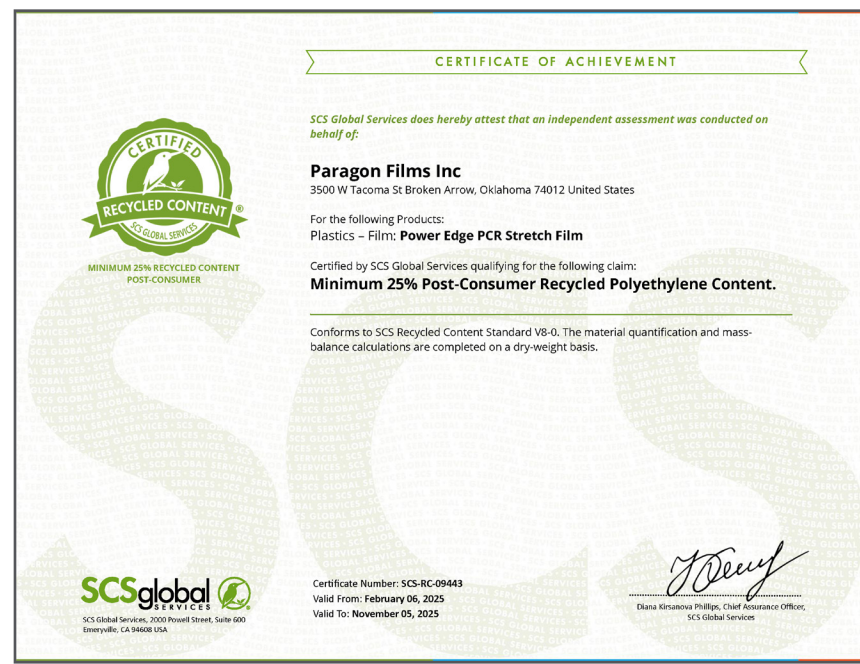 CERTIFICATE OF ACHIEVEMENT
SCS Global Services does hereby attest that an independent assessment was conducted on
behalf of:
CERTIFIED
RECYCLED CONTENT ®
SCS GLOBAL SERVICES
MINIMUM 25% RECYCLED CONTENT
POST-CONSUMER
Paragon Films Inc
3500 W Tacoma St Broken Arrow, Oklahoma 74012 United States
For the following Products:
Plastics – Film: Power Edge PCR Stretch Film
Certified by SCS Global Services qualifying for the following claim:
Minimum 25% Post-Consumer Recycled Polyethylene Content.
Conforms to SCS Recycled Content Standard V8-0. The material quantification and mass-
balance calculations are completed on a dry-weight basis.
SCS
SCSglobal
SERVICES
SCS Global Services, 2000 Powell Street, Suite 600
Emeryville, CA 94608 USA
Certificate Number: SCS-RC-09443
Valid From: February 06, 2025
Valid To: November 05, 2025
Diana Kirsanova Phillips, Chief Assurance Officer,
SCS Global Services